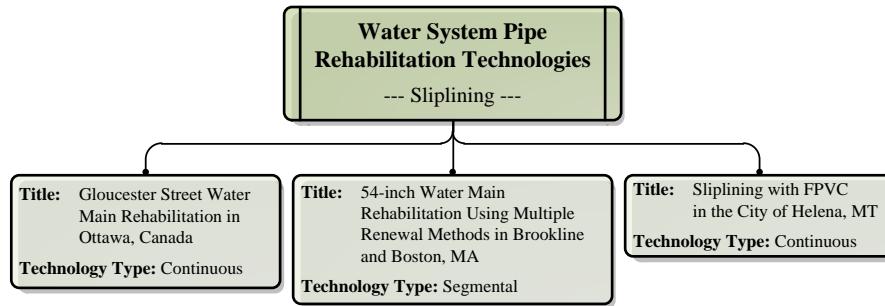 Water System Pipe
Rehabilitation Technologies
--- Sliplining ---
Title: Gloucester Street Water
Main Rehabilitation in
Ottawa, Canada
Technology Type: Continuous
Title: 54-inch Water Main
Rehabilitation Using Multiple
Renewal Methods in Brookline
and Boston, MA
Technology Type: Segmental
Title: Sliplining with FPVC
in the City of Helena, MT
Technology Type: Continuous